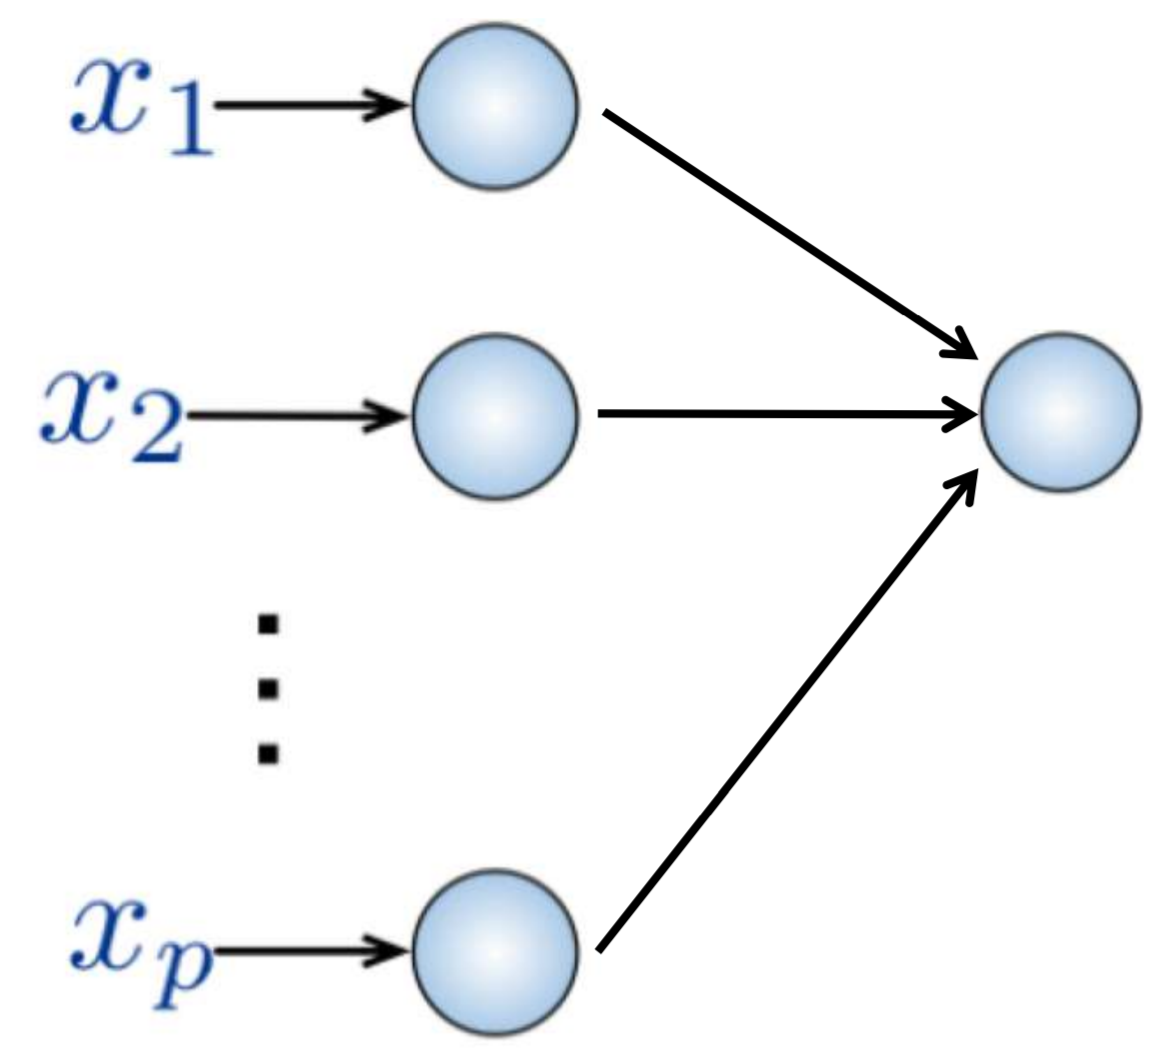 x₁
x₂
⋮
xₚ